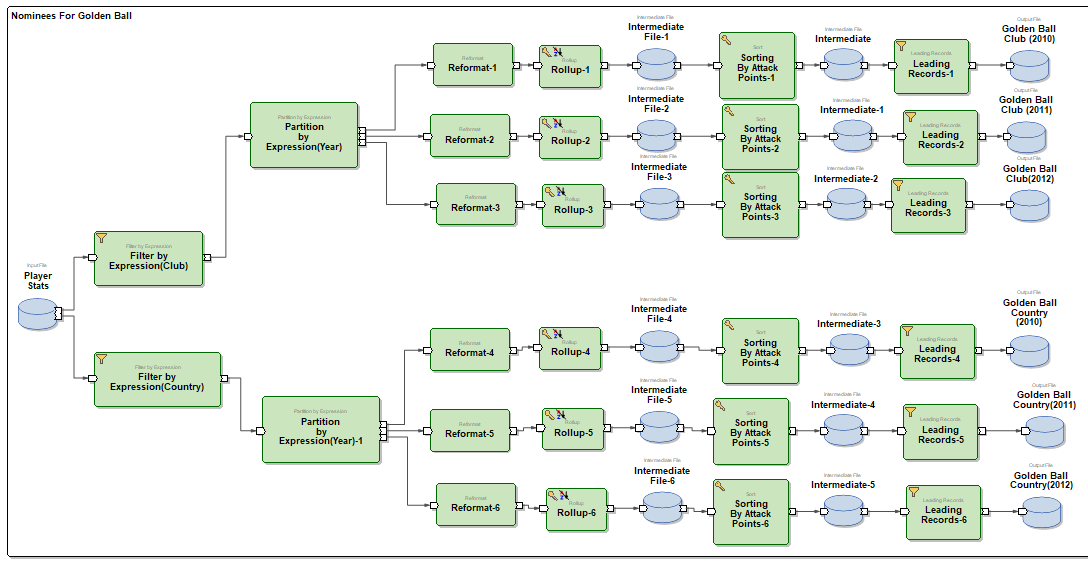 Nominees For Golden Ball
Input File
Player
Stats
Filter by Expression
Filter by
Expression(Club)
Partition by Expression
Partition
by
Expression(Year)
Reformat
Reformat-1
Rollup
Rollup-1
Intermediate File
Intermediate
File-1
Sort
Sorting
By Attack
Points-1
Intermediate File
Intermediate
Leading Records
Leading
Records-1
Output File
Golden Ball
Club (2010)
Reformat
Reformat-2
Rollup
Rollup-2
Intermediate File
Intermediate
File-2
Sort
Sorting
By Attack
Points-2
Intermediate File
Intermediate-1
Leading Records
Leading
Records-2
Output File
Golden Ball
Club (2011)
Reformat
Reformat-3
Rollup
Rollup-3
Intermediate File
Intermediate
File-3
Sort
Sorting
By Attack
Points-3
Intermediate File
Intermediate-2
Leading Records
Leading
Records-3
Output File
Golden Ball
Club(2012)
Filter by Expression
Filter by
Expression(Country)
Partition by Expression
Partition
by
Expression(Year)-1
Reformat
Reformat-4
Rollup
Rollup-4
Intermediate File
Intermediate
File-4
Sort
Sorting
By Attack
Points-4
Intermediate File
Intermediate-3
Leading Records
Leading
Records-4
Output File
Golden Ball
Country
(2010)
Reformat
Reformat-5
Rollup
Rollup-5
Intermediate File
Intermediate
File-5
Sort
Sorting
By Attack
Points-5
Intermediate File
Intermediate-4
Leading Records
Leading
Records-5
Output File
Golden Ball
Country(2011)
Reformat
Reformat-6
Rollup
Rollup-6
Intermediate File
Intermediate
File-6
Sort
Sorting
By Attack
Points-6
Intermediate File
Intermediate-5
Leading Records
Leading
Records-6
Output File
Golden Ball
Country(2012)